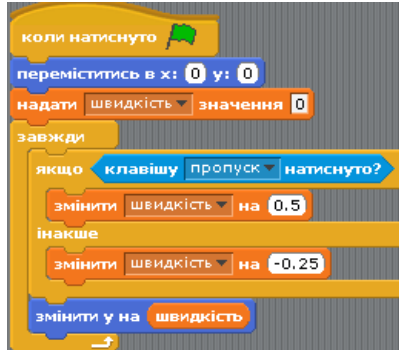 коли натиснуто
переміститись в x: 0 y: 0
надати швидкість значення 0
завжди
якщо клавішу пропуск натиснуто?
змінити швидкість на 0.5
інакше
змінити швидкість на -0.25
змінити y на швидкість